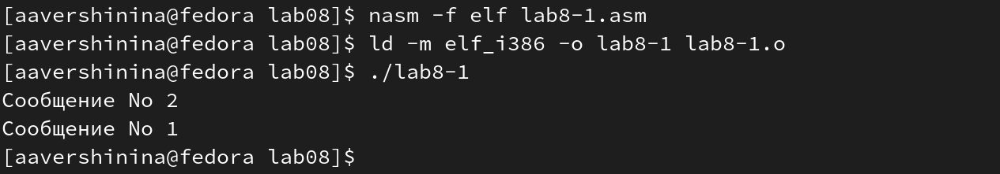 [aavershinina@fedora lab08]$ nasm -f elf lab8-1.asm
[aavershinina@fedora lab08]$ ld -m elf_i386 -o lab8-1 lab8-1.o
[aavershinina@fedora lab08]$ ./lab8-1
Сообщение No 2
Сообщение No 1
[aavershinina@fedora lab08]$